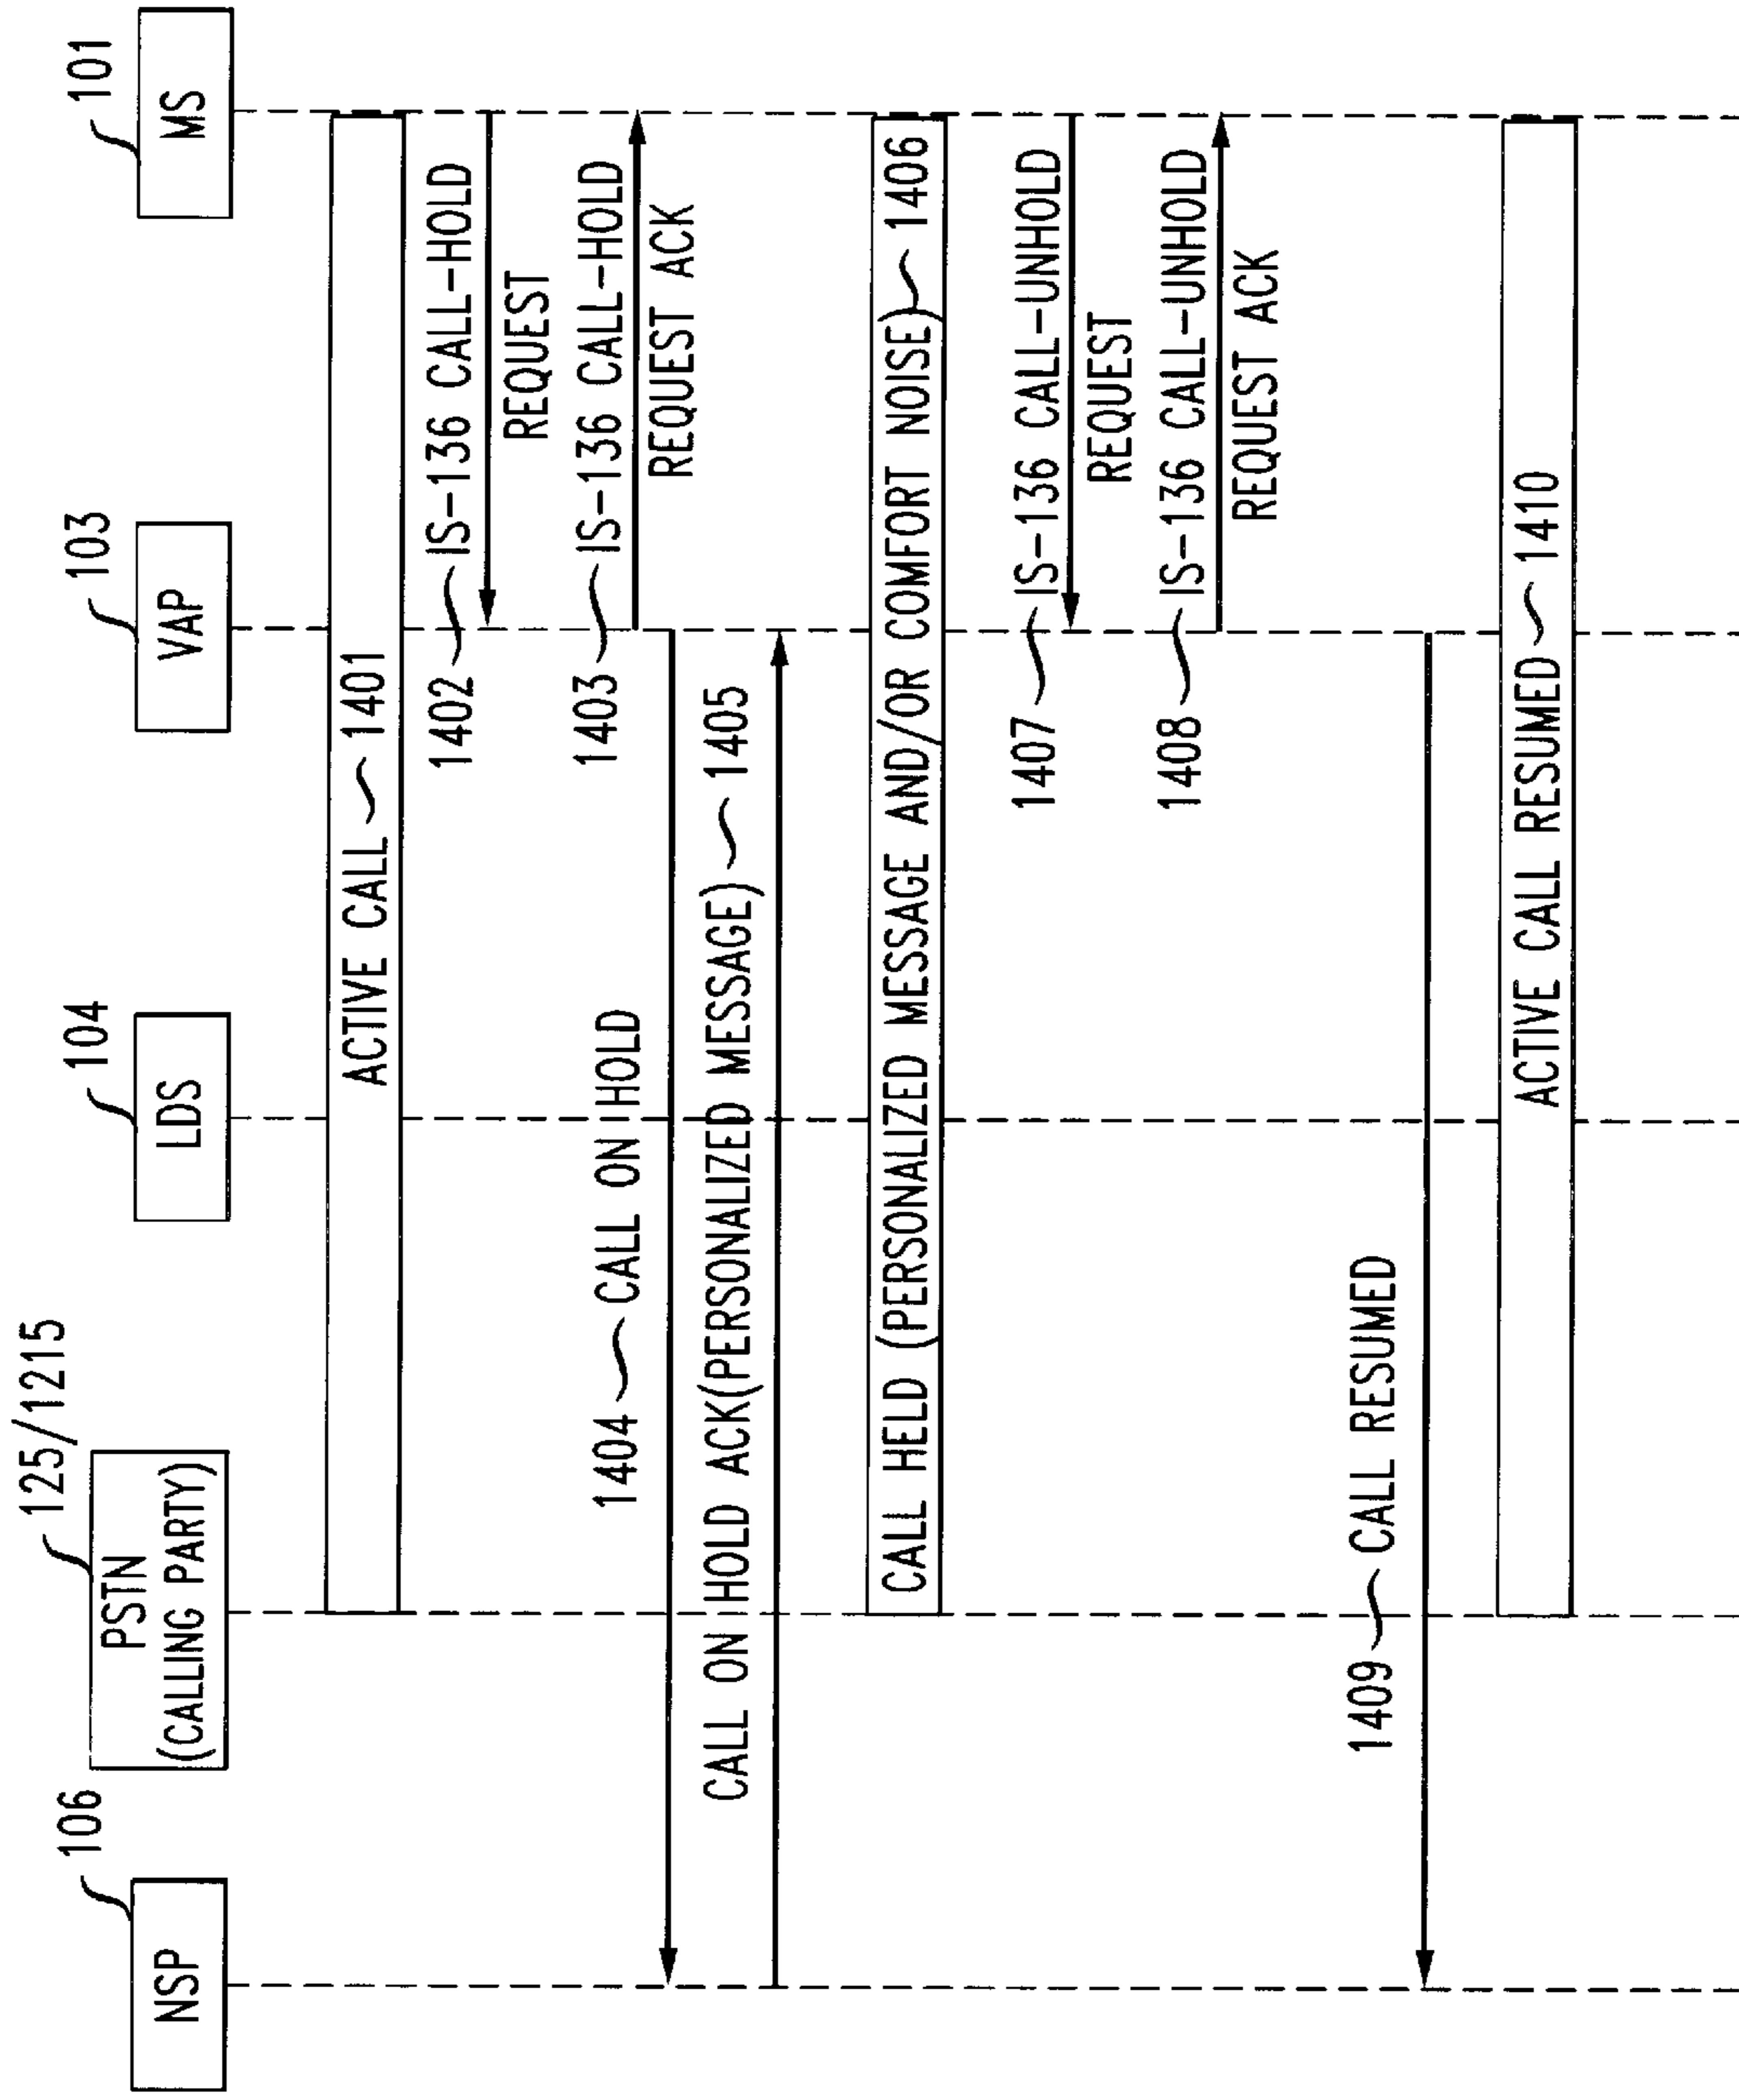 NSP
106
PSTN
(CALLING PARTY)
125/1215
LDS
104
VAP
103
MS
101
ACTIVE CALL 1401
1402 IS-136 CALL-HOLD
REQUEST
1403 IS-136 CALL-HOLD
REQUEST ACK
1404 CALL ON HOLD
CALL ON HOLD ACK(PERSONALIZED MESSAGE) 1405
CALL HELD (PERSONALIZED MESSAGE AND/OR COMFORT NOISE) 1406
1407 IS-136 CALL-UNHOLD
REQUEST
1408 IS-136 CALL-UNHOLD
REQUEST ACK
1409 CALL RESUMED
ACTIVE CALL RESUMED 1410